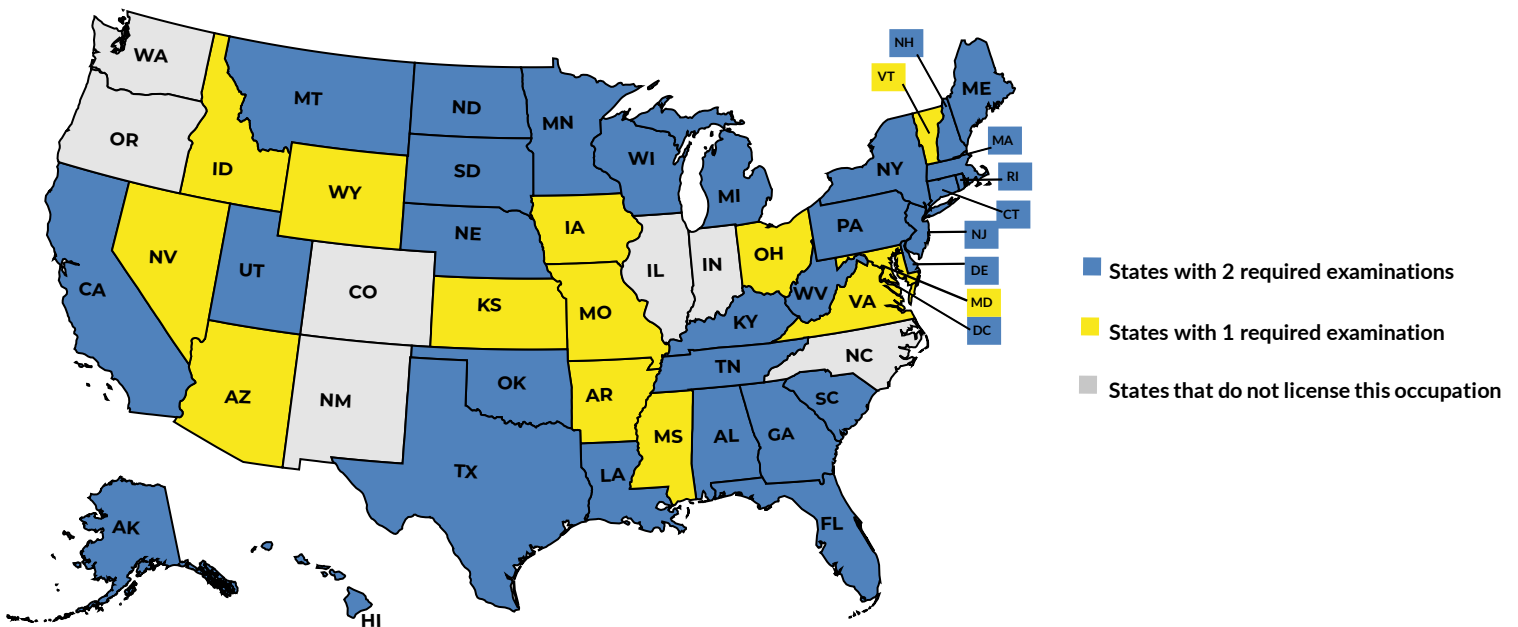 NH
WA
VT
ME
MT
ND
MN
OR
MA
WI
ID
SD
NY
RI
WY
MI
CT
IA
PA
NE
NJ
NV
OH
UT
IL
IN
DE
States with 2 required examinations
CA
CO
WV
VA
MD
KS
MO
KY
DC
States with 1 required examination
NC
TN
OK
AZ
AR
SC
States that do not license this occupation
NM
MS
AL
GA
TX
LA
AK
FL
HI